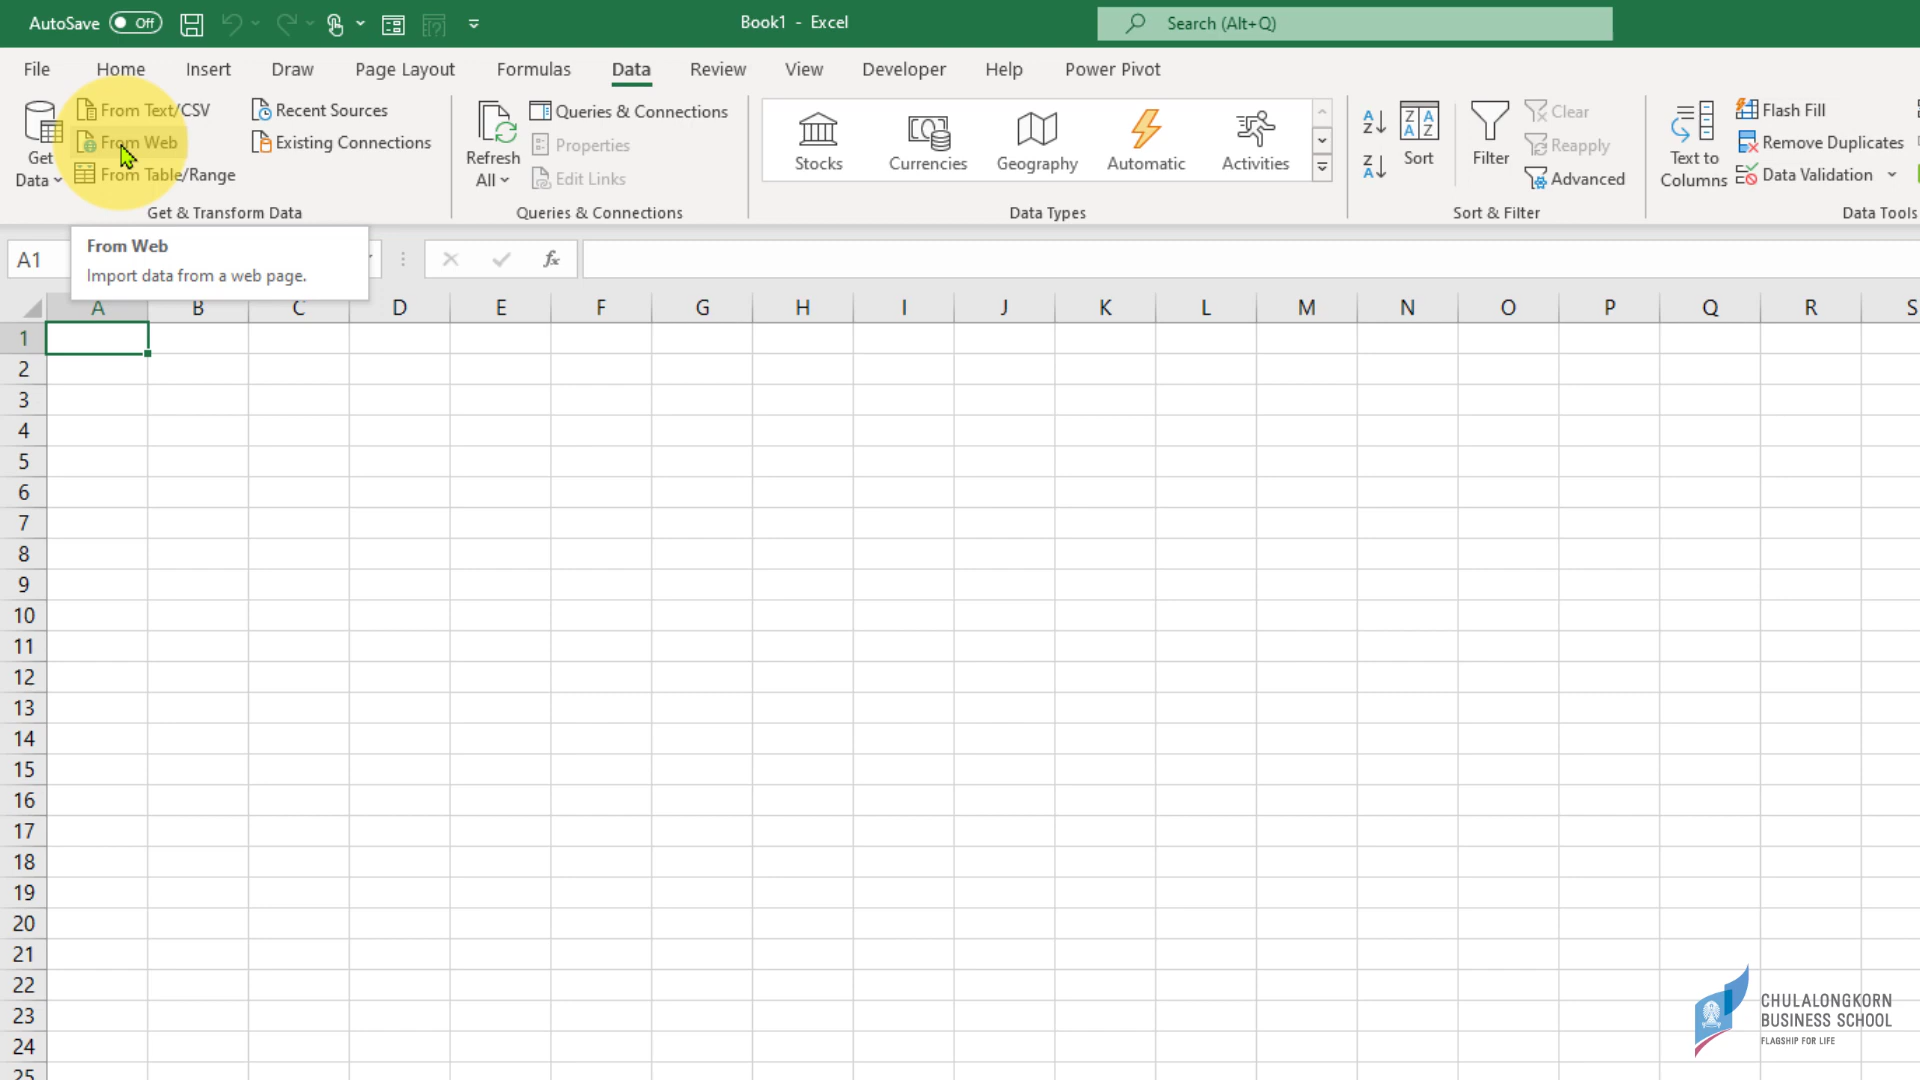 AutoSave Off Book1 - Excel Search (Alt+Q)
File Home Insert Draw Page Layout Formulas Data Review View Developer Help Power Pivot
Get Data
From Text/CSV
From Web
From Table/Range
Recent Sources
Existing Connections
Get & Transform Data
Refresh All
Queries & Connections
Properties
Edit Links
Queries & Connections
Stocks Currencies Geography Automatic Activities
Data Types
Sort
Filter
Clear
Reapply
Advanced
Sort & Filter
Text to Columns
Flash Fill
Remove Duplicates
Data Validation
Data Tools
A1
fx
From Web
Import data from a web page.
A B C D E F G H I J K L M N O P Q R S
1
2
3
4
5
6
7
8
9
10
11
12
13
14
15
16
17
18
19
20
21
22
23
24
25
CHULALONGKORN
BUSINESS SCHOOL
FLAGSHIP FOR LIFE